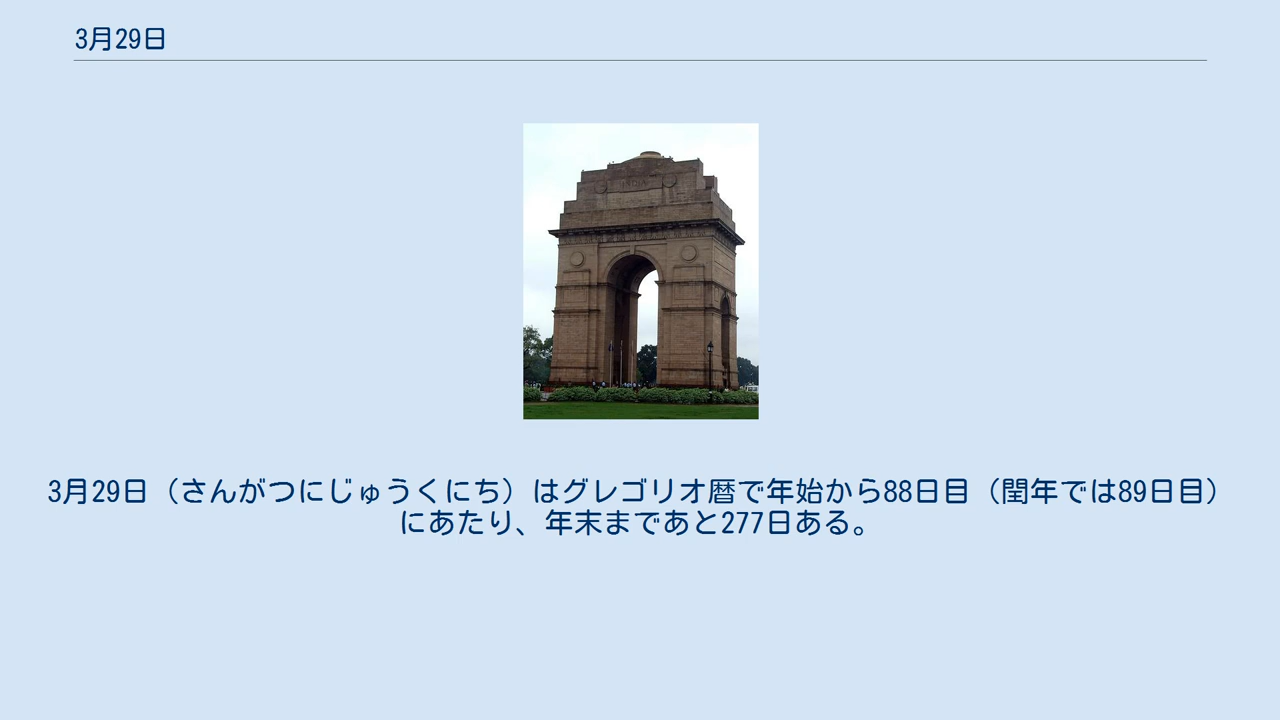 3月29日
3月29日（さんがつにじゅうくにち）はグレゴリオ暦で年始から88日目（閏年では89日目）
にあたり、年末まであと277日ある。